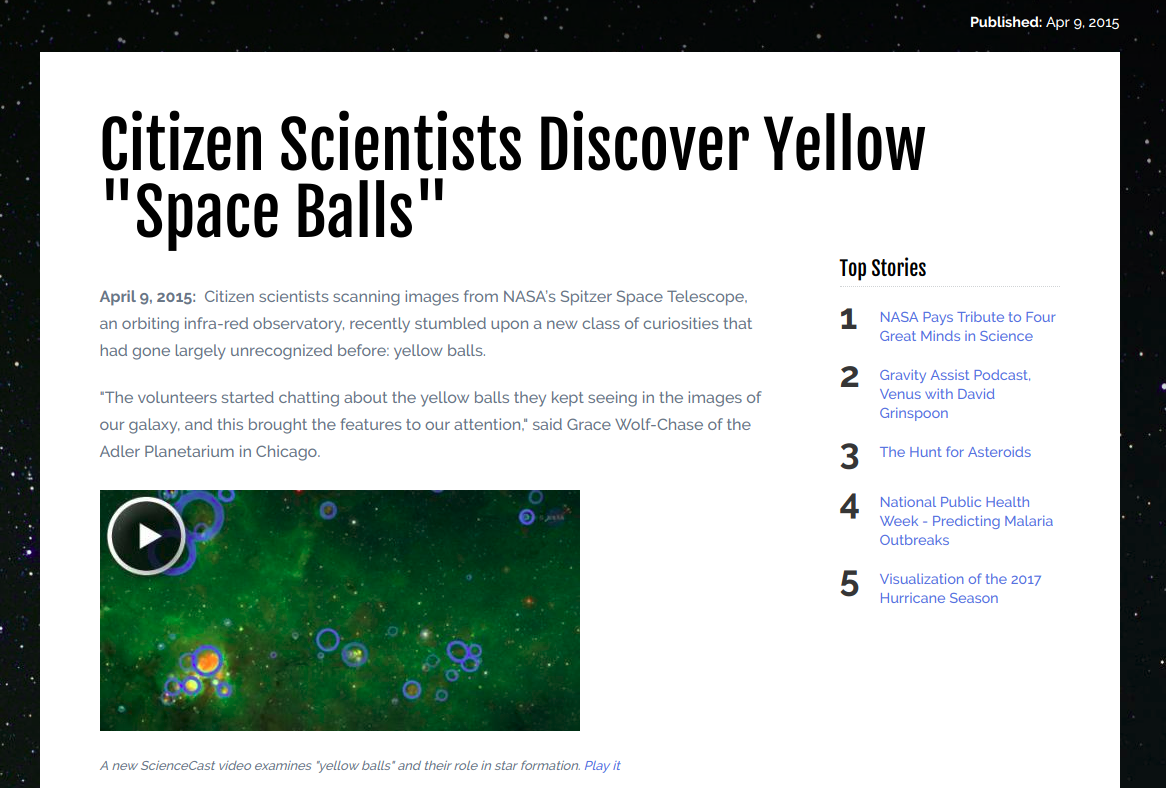 Published: Apr 9, 2015
Citizen Scientists Discover Yellow
"Space Balls"
April 9, 2015:  Citizen scientists scanning images from NASA's Spitzer Space Telescope,
an orbiting infra-red observatory, recently stumbled upon a new class of curiosities that
had gone largely unrecognized before: yellow balls.
"The volunteers started chatting about the yellow balls they kept seeing in the images of
our galaxy, and this brought the features to our attention," said Grace Wolf-Chase of the
Adler Planetarium in Chicago.
A new ScienceCast video examines "yellow balls" and their role in star formation. Play it
Top Stories
1 NASA Pays Tribute to Four
Great Minds in Science
2 Gravity Assist Podcast,
Venus with David
Grinspoon
3 The Hunt for Asteroids
4 National Public Health
Week - Predicting Malaria
Outbreaks
5 Visualization of the 2017
Hurricane Season